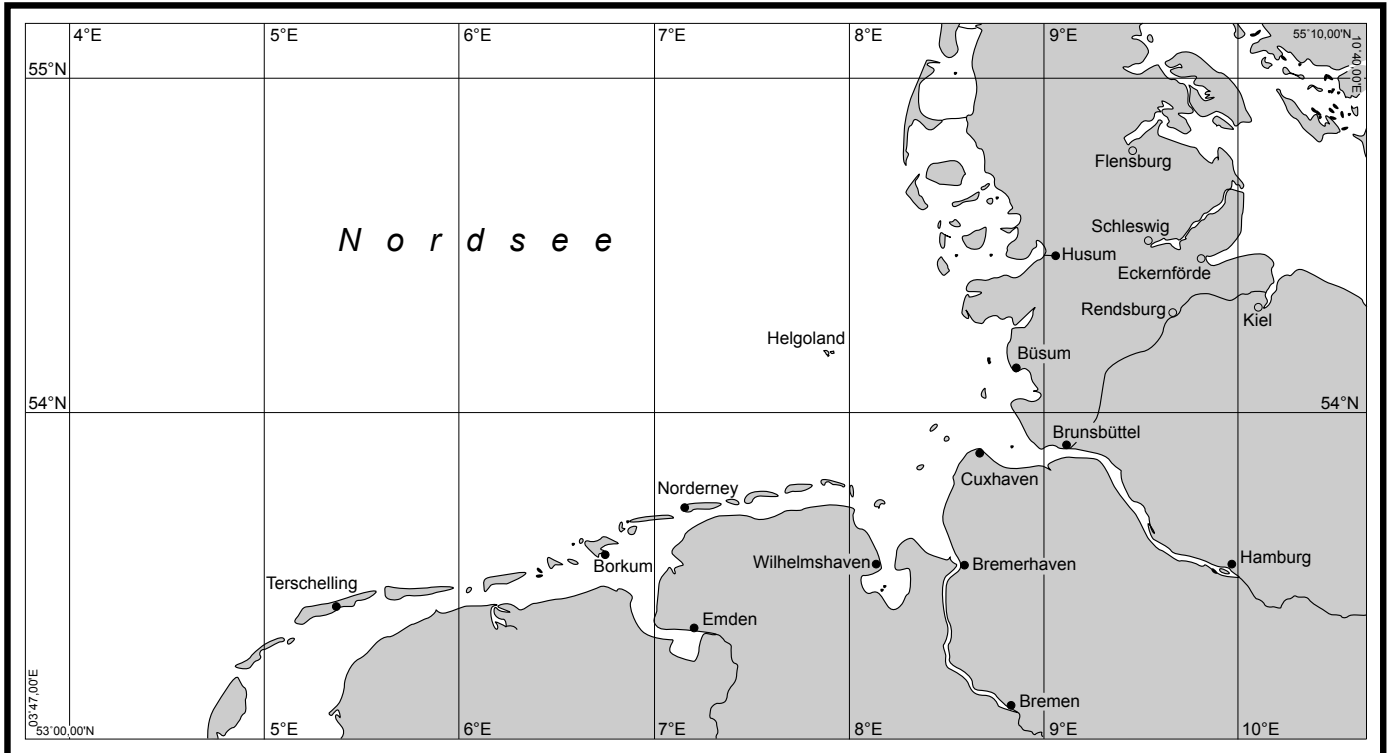 4°E
5°E
6°E
7°E
8°E
9°E
55˚10,00'N
10˚40,00'E
55°N
Flensburg
Nordsee
Schleswig
Husum
Eckernförde
Rendsburg
Kiel
Helgoland
Büsum
54°N
54°N
Brunsbüttel
Cuxhaven
Norderney
Borkum
Wilhelmshaven
Bremerhaven
Hamburg
Terschelling
Emden
Bremen
03˚47,00'E
53˚00,00'N
5°E
6°E
7°E
8°E
9°E
10°E